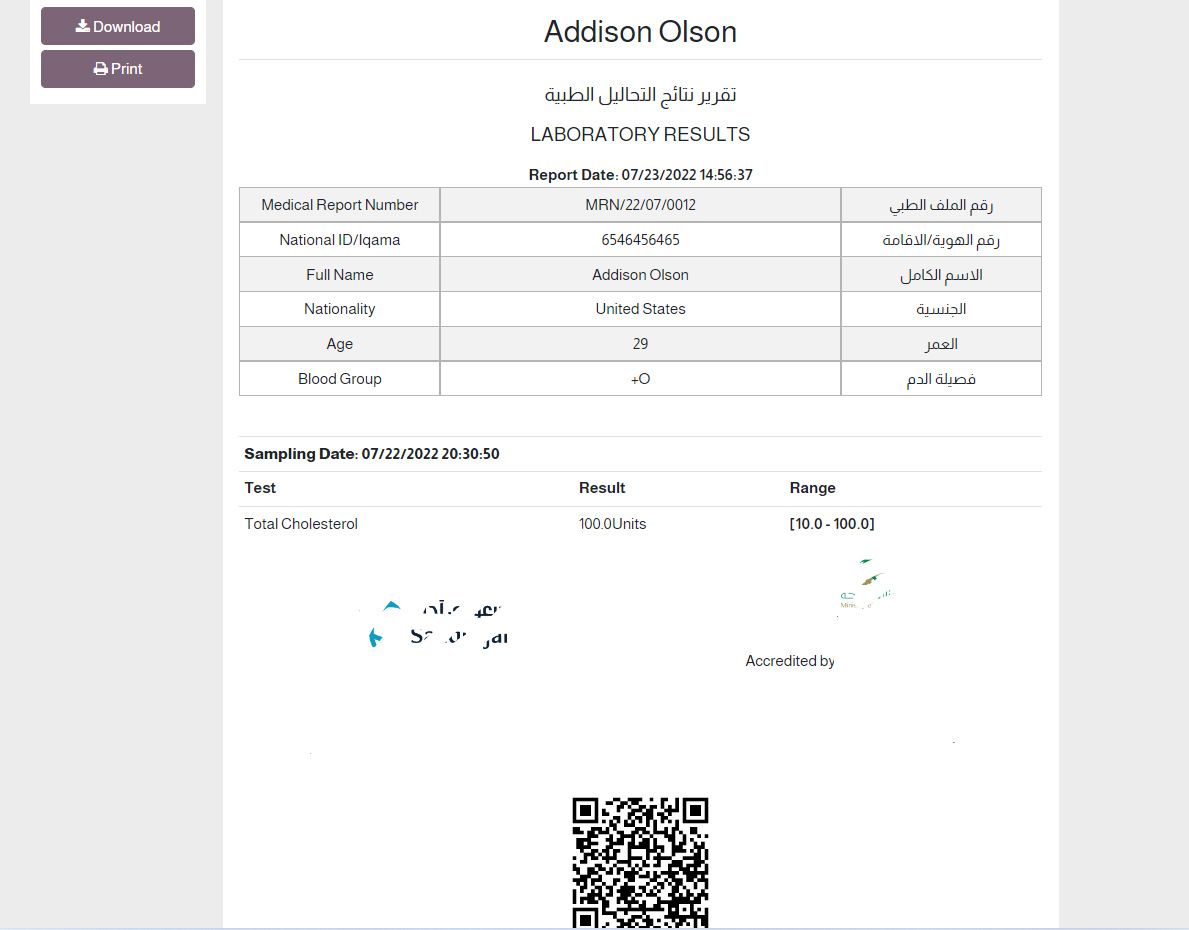 Download
Print
Addison Olson
تقرير نتائج التحاليل الطبية
LABORATORY RESULTS
Report Date: 07/23/2022 14:56:37
Medical Report Number MRN/22/07/0012 رقم الملف الطبي
National ID/Iqama 6546456465 رقم الهوية/الاقامة
Full Name Addison Olson الاسم الكامل
Nationality United States الجنسية
Age 29 العمر
Blood Group +O فصيلة الدم
Sampling Date: 07/22/2022 20:30:50
Test Result Range
Total Cholesterol 100.0Units [10.0 - 100.0]
Accredited by